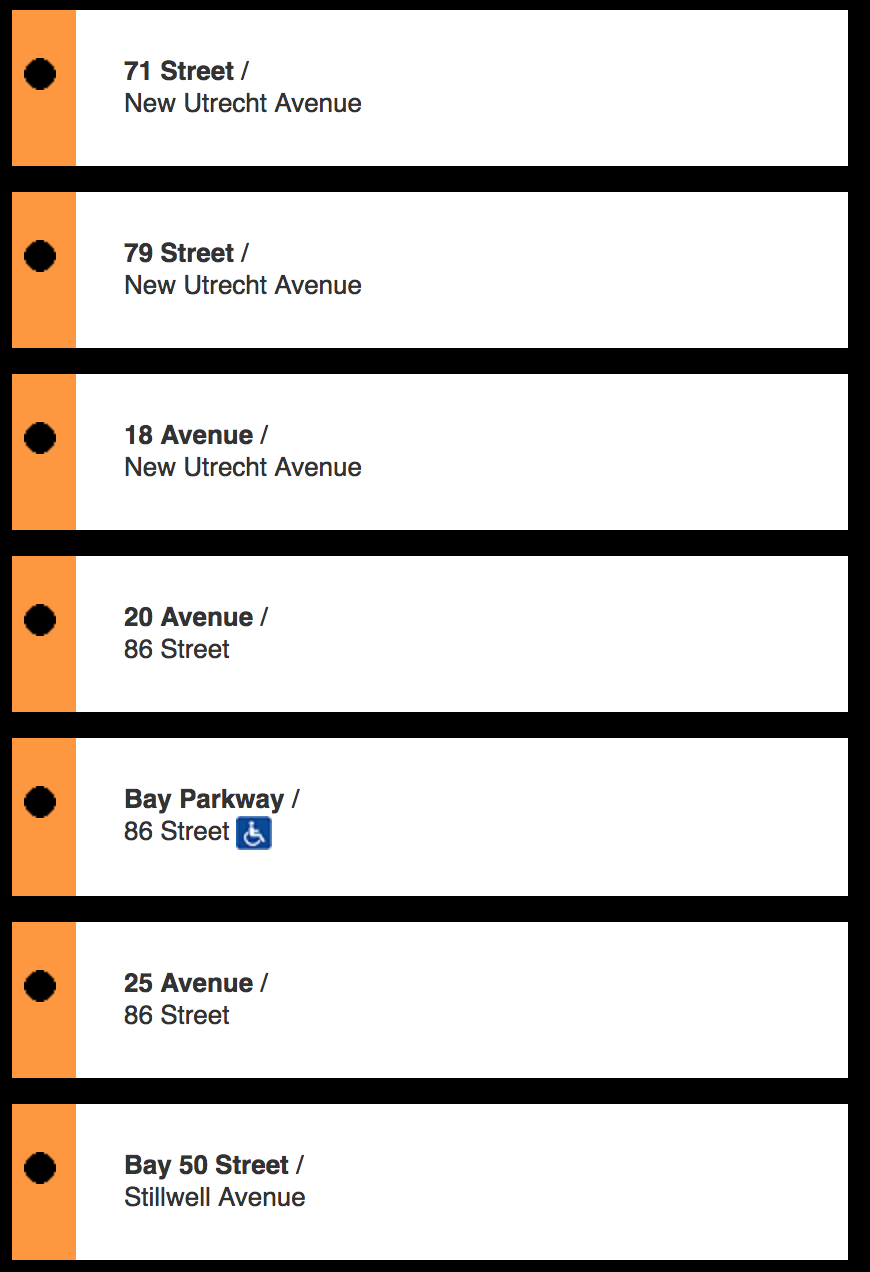 71 Street /
New Utrecht Avenue
79 Street /
New Utrecht Avenue
18 Avenue /
New Utrecht Avenue
20 Avenue /
86 Street
Bay Parkway /
86 Street
25 Avenue /
86 Street
Bay 50 Street /
Stillwell Avenue